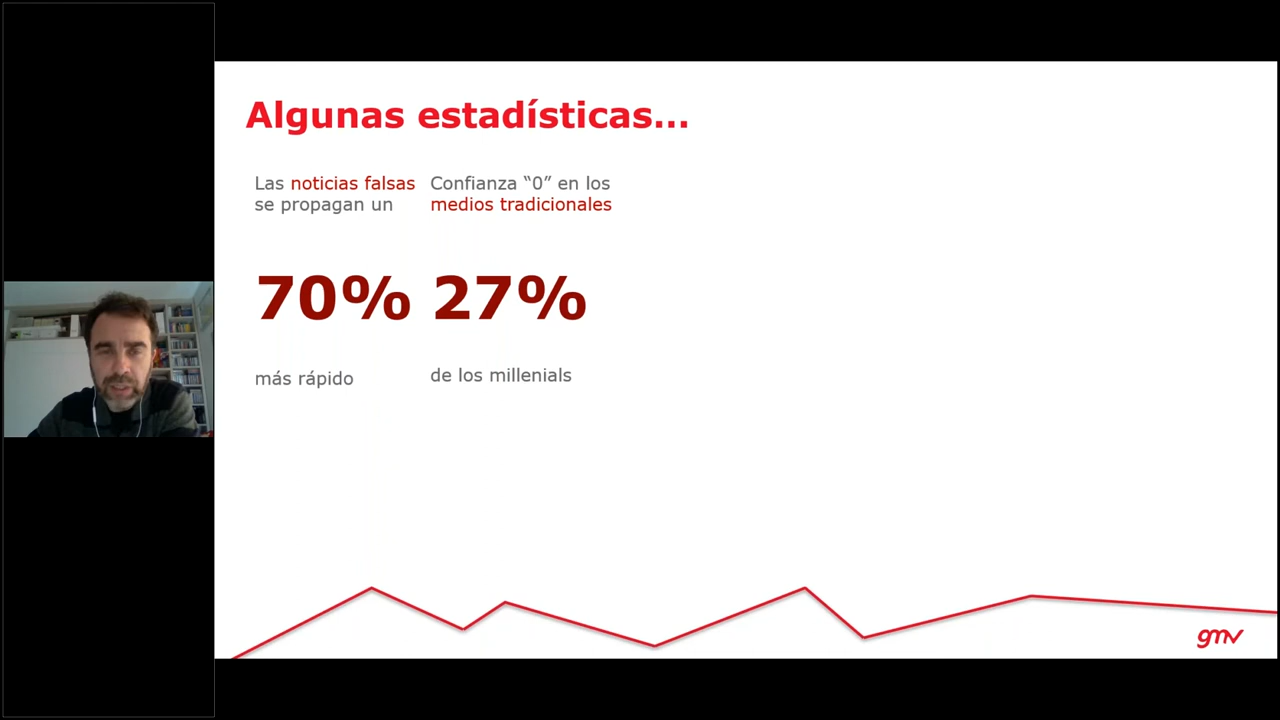 Algunas estadísticas...
Las noticias falsas
se propagan un
70%
más rápido
Confianza “0” en los
medios tradicionales
27%
de los millenials
gmv